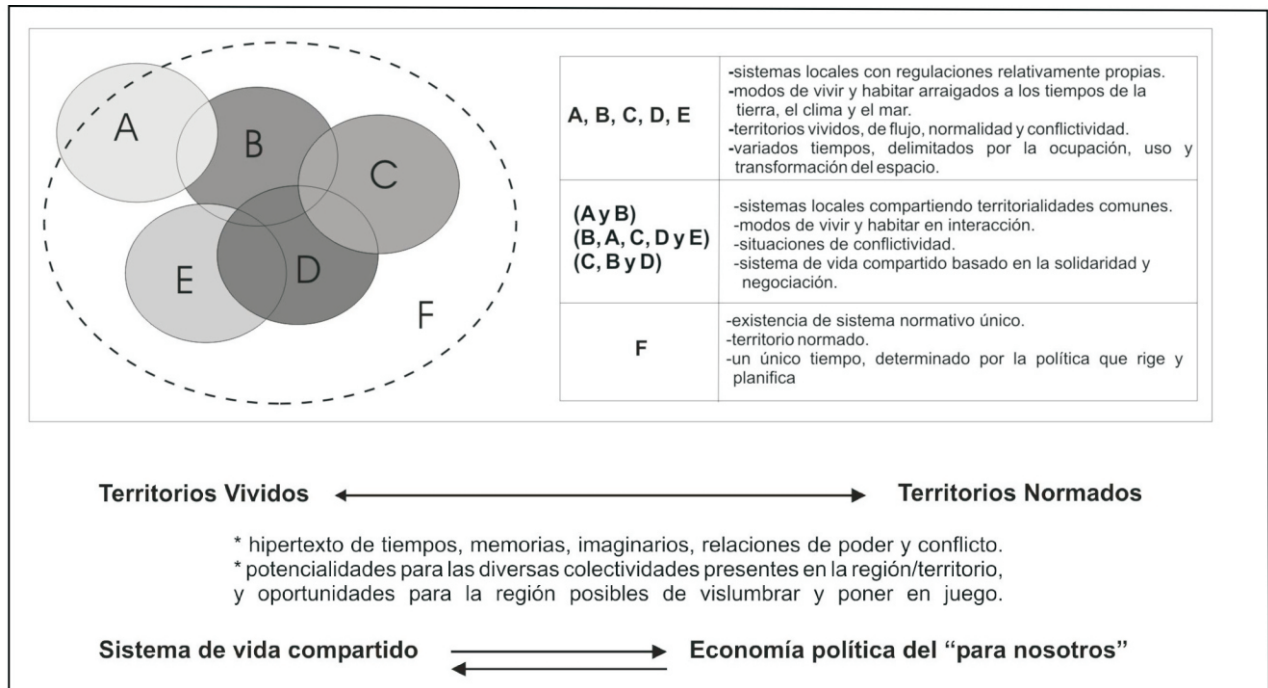 A
B
C
D
E
F
A, B, C, D, E
-sistemas locales con regulaciones relativamente propias.
-modos de vivir y habitar arraigados a los tiempos de la
tierra, el clima y el mar.
-territorios vividos, de flujo, normalidad y conflictividad.
-variados tiempos, delimitados por la ocupación, uso y
transformación del espacio.
(A y B)
(B, A, C, D y E)
(C, B y D)
-sistemas locales compartiendo territorialidades comunes.
-modos de vivir y habitar en interacción.
-situaciones de conflictividad.
-sistema de vida compartido basado en la solidaridad y
negociación.
F
-existencia de sistema normativo único.
-territorio normado.
-un único tiempo, determinado por la política que rige y
planifica
Territorios Vividos
Territorios Normados
* hipertexto de tiempos, memorias, imaginarios, relaciones de poder y conflicto.
* potencialidades para las diversas colectividades presentes en la región/territorio,
y oportunidades para la región posibles de vislumbrar y poner en juego.
Sistema de vida compartido
Economía política del “para nosotros”